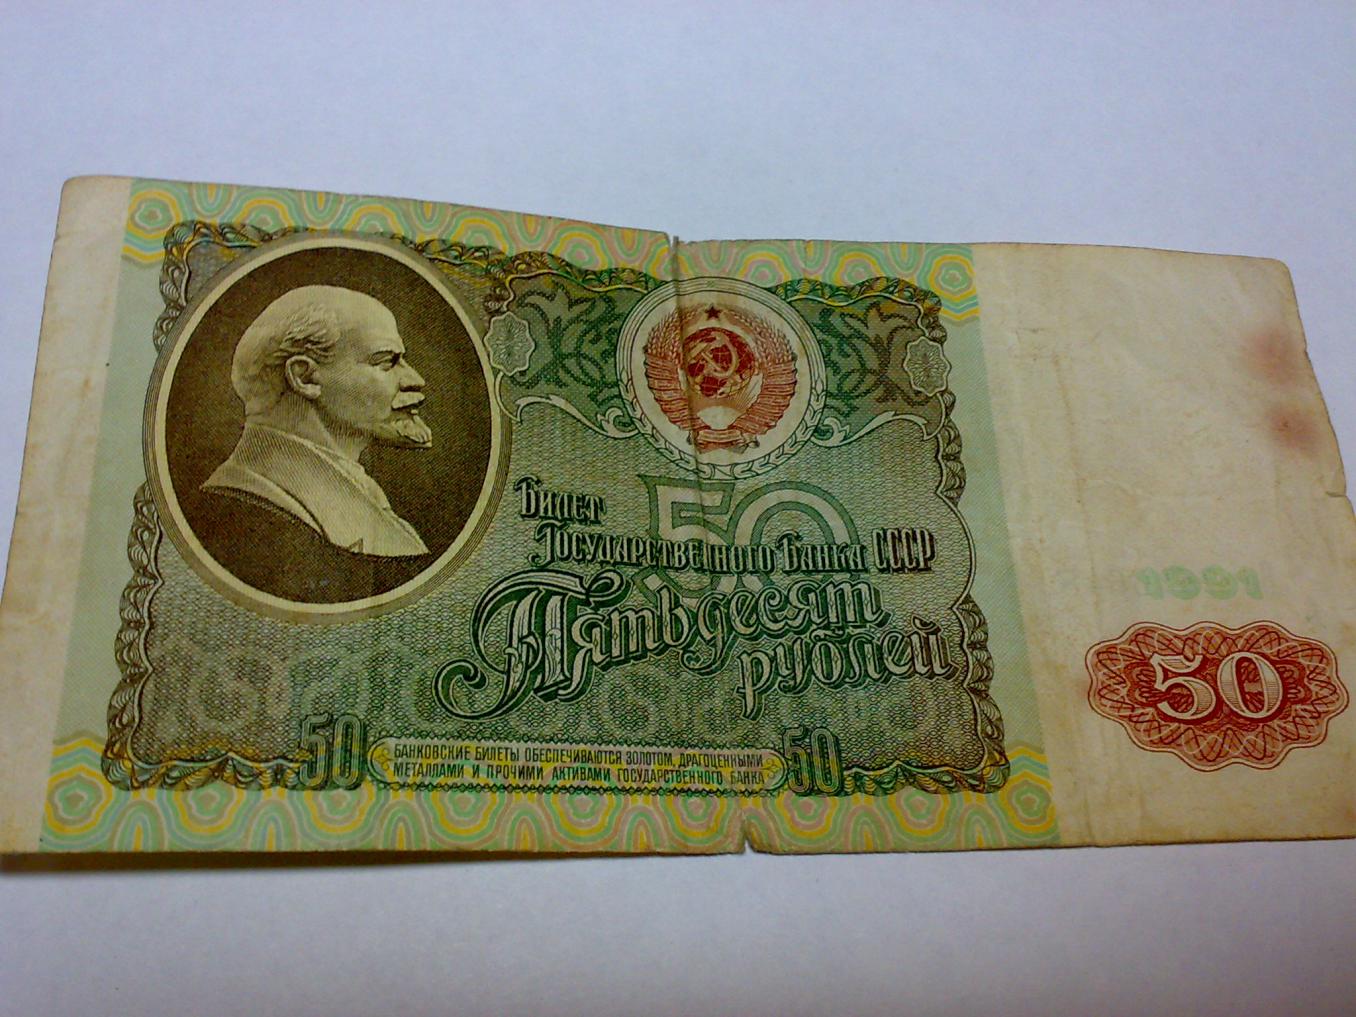 Билет
Государственного Банка СССР
50
Пятьдесят
рублей
1991
50
50
БАНКОВСКИЕ БИЛЕТЫ ОБЕСПЕЧИВАЮТСЯ ЗОЛОТОМ, ДРАГОЦЕННЫМИ
МЕТАЛЛАМИ И ПРОЧИМИ АКТИВАМИ ГОСУДАРСТВЕННОГО БАНКА
50